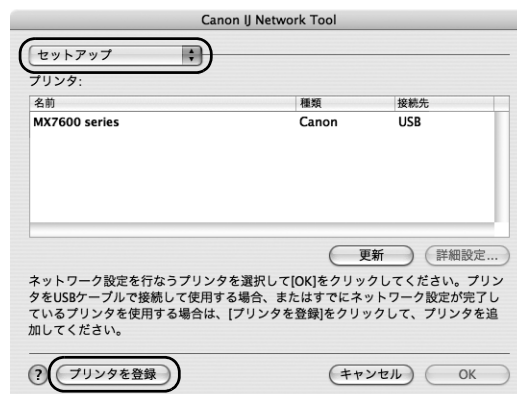 Canon IJ Network Tool
セットアップ
プリンタ:
名前 種類 接続先
MX7600 series Canon USB
更新 詳細設定...
ネットワーク設定を行なうプリンタを選択して[OK]をクリックしてください。プリン
タをUSBケーブルで接続して使用する場合、またはすでにネットワーク設定が完了し
ているプリンタを使用する場合は、[プリンタを登録]をクリックして、プリンタを追
加してください。
? プリンタを登録 キャンセル OK